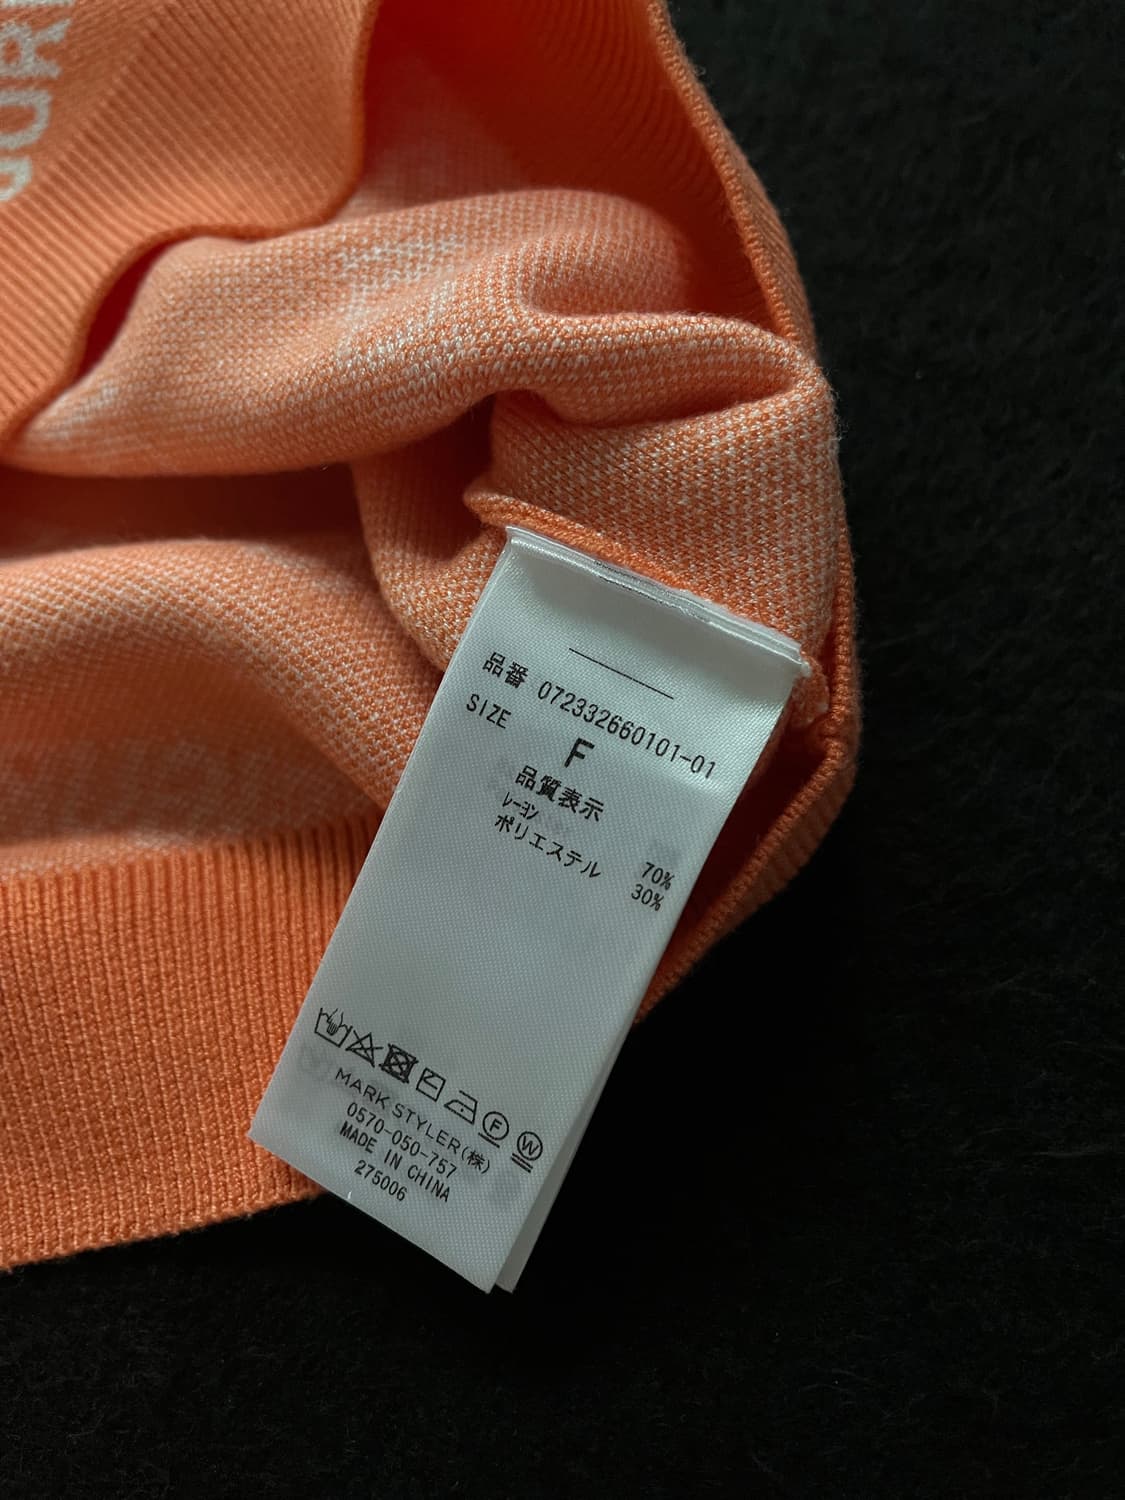 品番 072332660101-01
SIZE
F
品質表示
レーヨン 70%
ポリエステル 30%
F W
MARK STYLER(株)
0570-050-757
MADE IN CHINA
275006